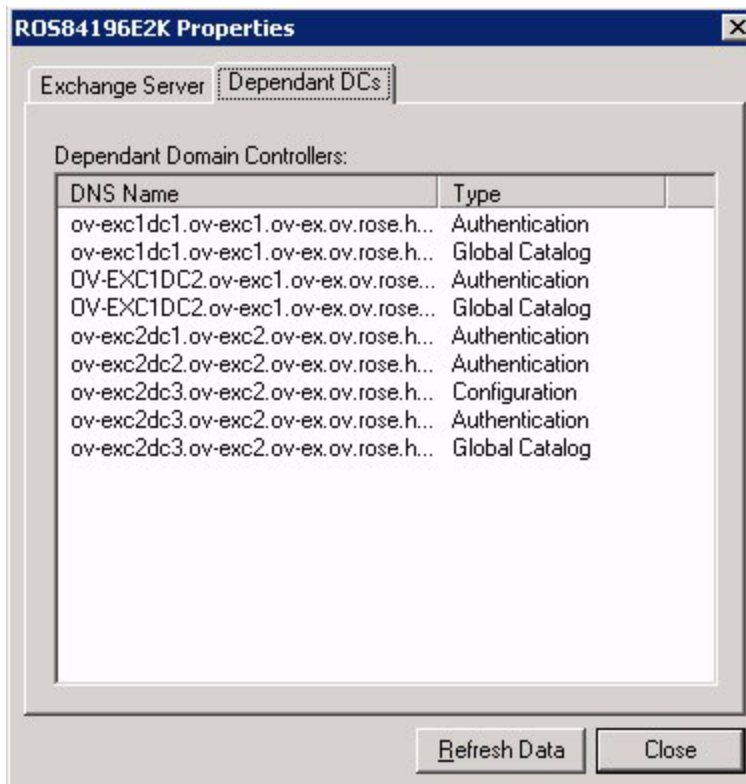 ROS84196E2K Properties
Exchange Server Dependant DCs
Dependant Domain Controllers:
DNS Name Type
ov-exc1dc1.ov-exc1.ov-ex.ov.rose.h... Authentication
ov-exc1dc1.ov-exc1.ov-ex.ov.rose.h... Global Catalog
OV-EXC1DC2.ov-exc1.ov-ex.ov.rose... Authentication
OV-EXC1DC2.ov-exc1.ov-ex.ov.rose... Global Catalog
ov-exc2dc1.ov-exc2.ov-ex.ov.rose.h... Authentication
ov-exc2dc2.ov-exc2.ov-ex.ov.rose.h... Authentication
ov-exc2dc3.ov-exc2.ov-ex.ov.rose.h... Configuration
ov-exc2dc3.ov-exc2.ov-ex.ov.rose.h... Authentication
ov-exc2dc3.ov-exc2.ov-ex.ov.rose.h... Global Catalog
Refresh Data Close